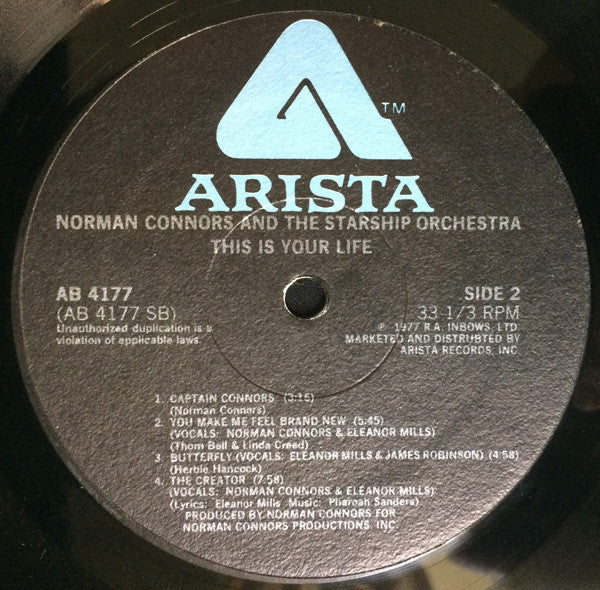 TM
ARISTA
NORMAN CONNORS AND THE STARSHIP ORCHESTRA
THIS IS YOUR LIFE
AB 4177
(AB 4177 SB)
Unauthorized duplication is a
violation of applicable laws.
SIDE 2
33 1/3 RPM
℗ 1977 R.A. INBOWS, LTD
MARKETED AND DISTRUBTED BY
ARISTA RECORDS, INC.
1. CAPTAIN CONNORS (3:16)
(Norman Connors)
2. YOU MAKE ME FEEL BRAND NEW (5:45)
(VOCALS: NORMAN CONNORS & ELEANOR MILLS)
(Thom Bell & Linda Creed)
3. BUTTERFLY (VOCALS: ELEANOR MILLS & JAMES ROBINSON) (4:58)
(Herbie Hancock)
4. THE CREATOR (7:58)
(VOCALS: NORMAN CONNORS & ELEANOR MILLS)
(Lyrics: Eleanor Mills Music: Pharoah Sanders)
PRODUCED BY NORMAN CONNORS FOR
NORMAN CONNORS PRODUCTIONS, INC.